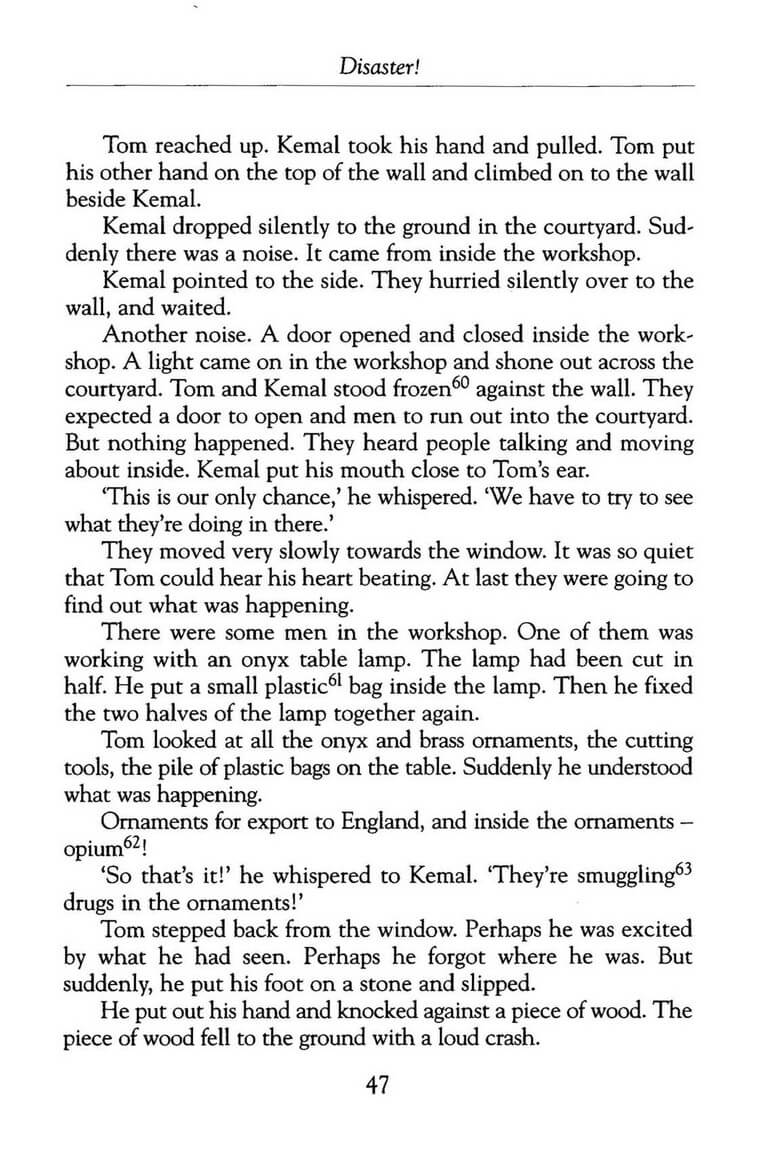 Disaster!
Tom reached up. Kemal took his hand and pulled. Tom put
his other hand on the top of the wall and climbed on to the wall
beside Kemal.
Kemal dropped silently to the ground in the courtyard. Sud-
denly there was a noise. It came from inside the workshop.
Kemal pointed to the side. They hurried silently over to the
wall, and waited.
Another noise. A door opened and closed inside the work-
shop. A light came on in the workshop and shone out across the
courtyard. Tom and Kemal stood frozen⁶⁰ against the wall. They
expected a door to open and men to run out into the courtyard.
But nothing happened. They heard people talking and moving
about inside. Kemal put his mouth close to Tom’s ear.
‘This is our only chance,’ he whispered. ‘We have to try to see
what they’re doing in there.’
They moved very slowly towards the window. It was so quiet
that Tom could hear his heart beating. At last they were going to
find out what was happening.
There were some men in the workshop. One of them was
working with an onyx table lamp. The lamp had been cut in
half. He put a small plastic⁶¹ bag inside the lamp. Then he fixed
the two halves of the lamp together again.
Tom looked at all the onyx and brass ornaments, the cutting
tools, the pile of plastic bags on the table. Suddenly he understood
what was happening.
Ornaments for export to England, and inside the ornaments –
opium⁶²!
‘So that’s it!’ he whispered to Kemal. ‘They’re smuggling⁶³
drugs in the ornaments!’
Tom stepped back from the window. Perhaps he was excited
by what he had seen. Perhaps he forgot where he was. But
suddenly, he put his foot on a stone and slipped.
He put out his hand and knocked against a piece of wood. The
piece of wood fell to the ground with a loud crash.
47